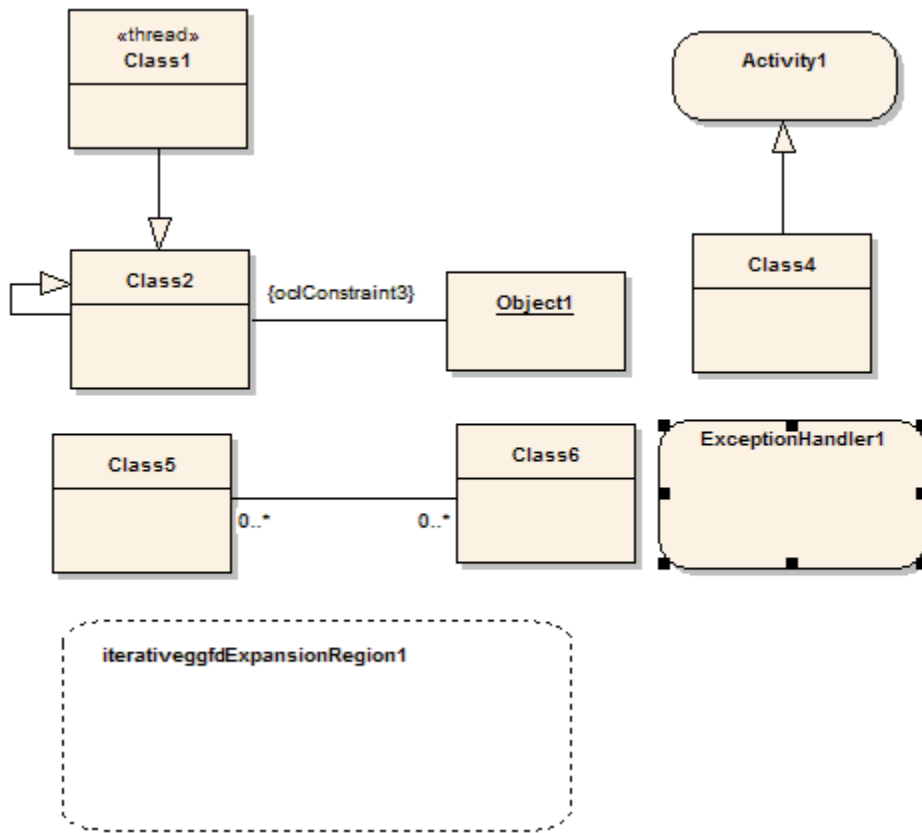 «thread»
Class1
Activity1
Class2
{oclConstraint3}
Object1
Class4
Class5
0..*
0..*
Class6
ExceptionHandler1
iterativeggfdExpansionRegion1